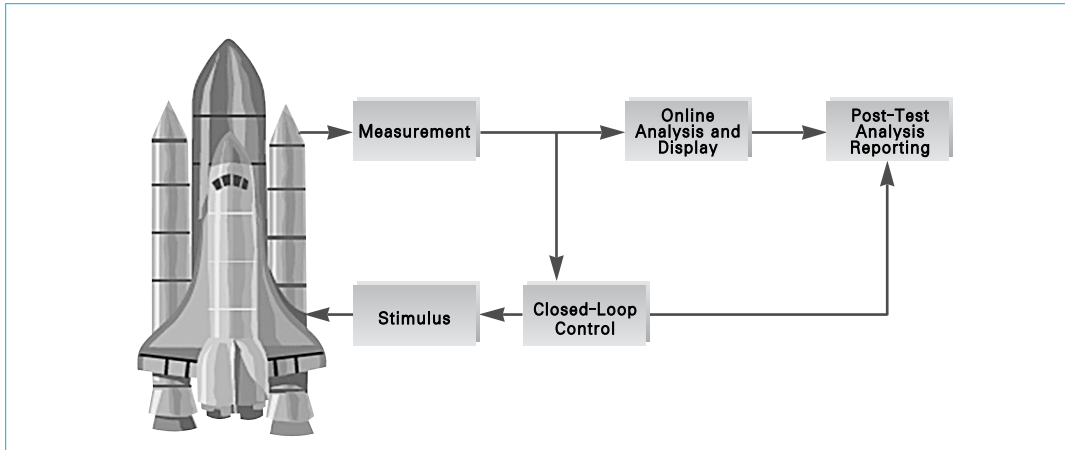 Measurement
Online
Analysis and
Display
Post-Test
Analysis
Reporting
Stimulus
Closed-Loop
Control